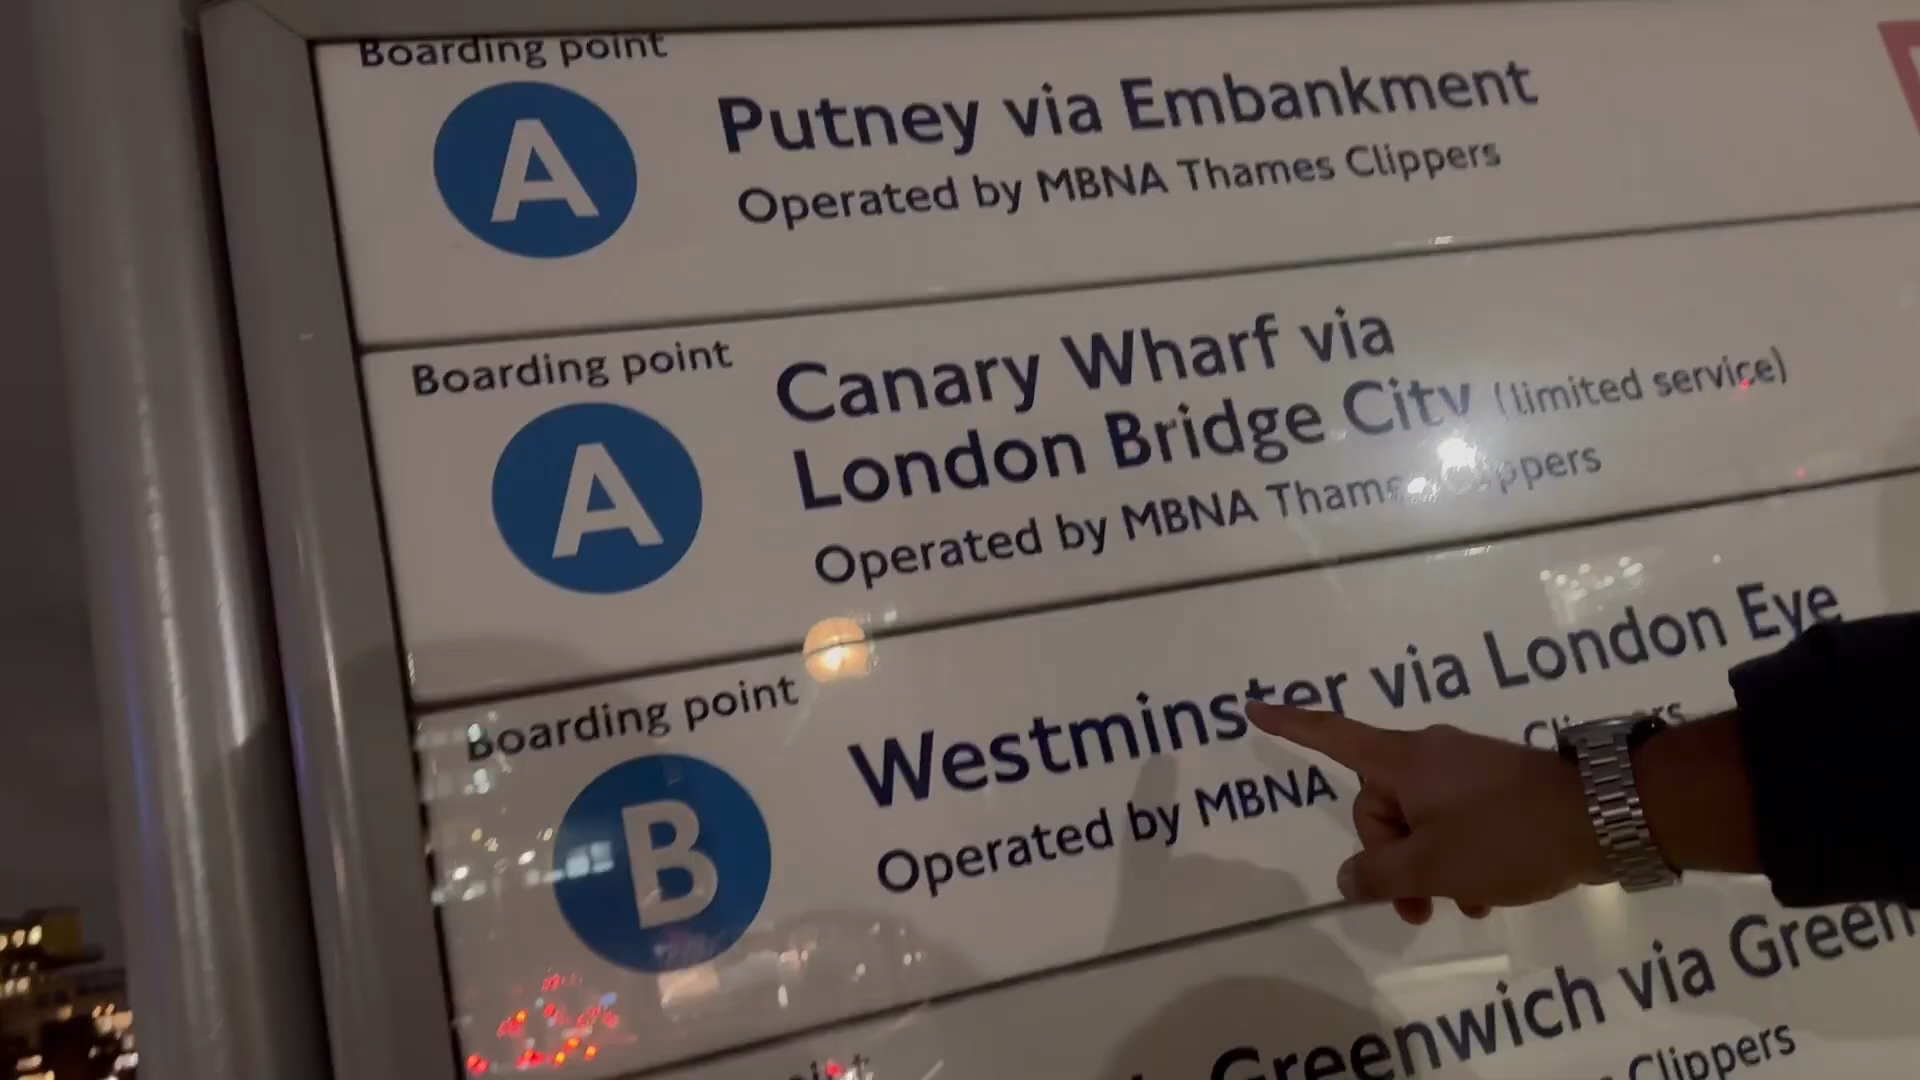 Boarding point
A
Putney via Embankment
Operated by MBNA Thames Clippers
Boarding point
A
Canary Wharf via
London Bridge City (limited service)
Operated by MBNA Thames Clippers
Boarding point
B
Westminster via London Eye
Operated by MBNA Clippers
Greenwich via
Clippers